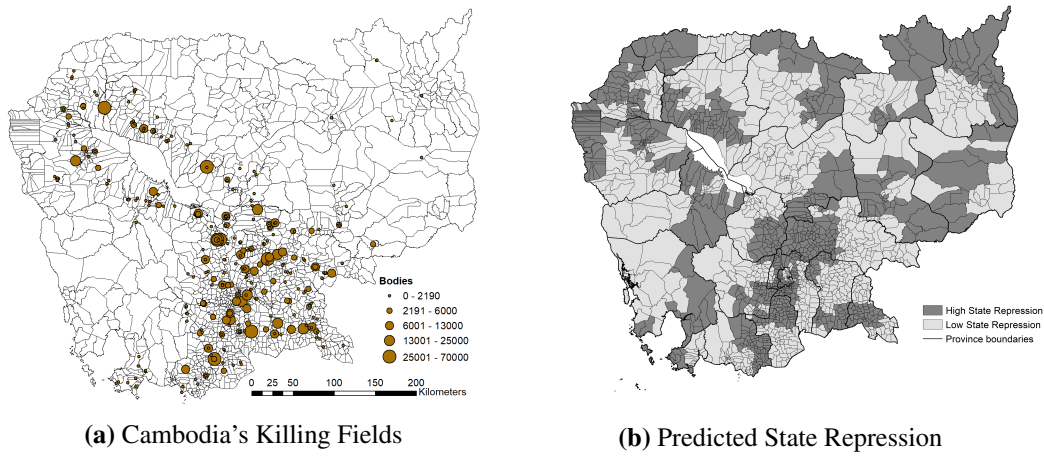 Bodies
0 - 2190
2191 - 6000
6001 - 13000
13001 - 25000
25001 - 70000
0 25 50 100 150 200
Kilometers
High State Repression
Low State Repression
Province boundaries
(a) Cambodia's Killing Fields
(b) Predicted State Repression